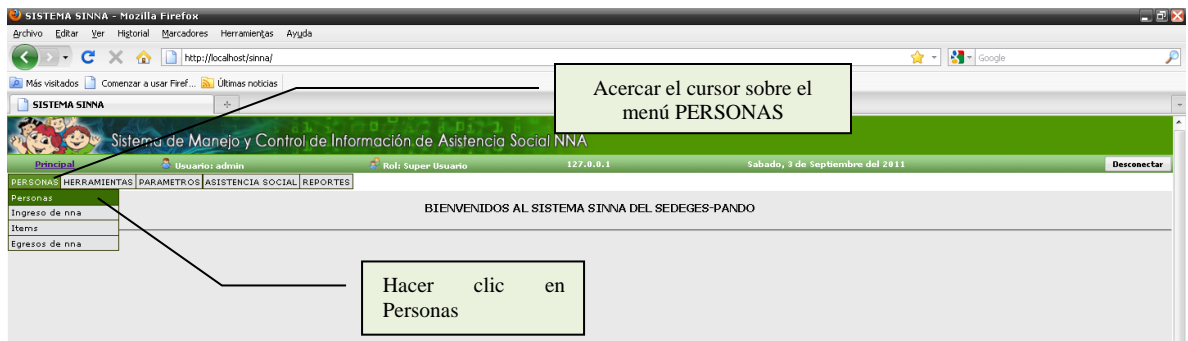 SISTEMA SINNA - Mozilla Firefox
Archivo Editar Ver Historial Marcadores Herramientas Ayuda
http://localhost/sinna/
Google
Más visitados Comenzar a usar Firef... Últimas noticias
SISTEMA SINNA
Acercar el cursor sobre el
menú PERSONAS
Sistema de Manejo y Control de Información de Asistencia Social NNA
Principal Usuario: admin Rol: Super Usuario 127.0.0.1 Sabado, 3 de Septiembre del 2011 Desconectar
PERSONAS HERRAMIENTAS PARAMETROS ASISTENCIA SOCIAL REPORTES
Personas
Ingreso de nna
Items
Egresos de nna
BIENVENIDOS AL SISTEMA SINNA DEL SEDEGES-PANDO
Hacer clic en
Personas